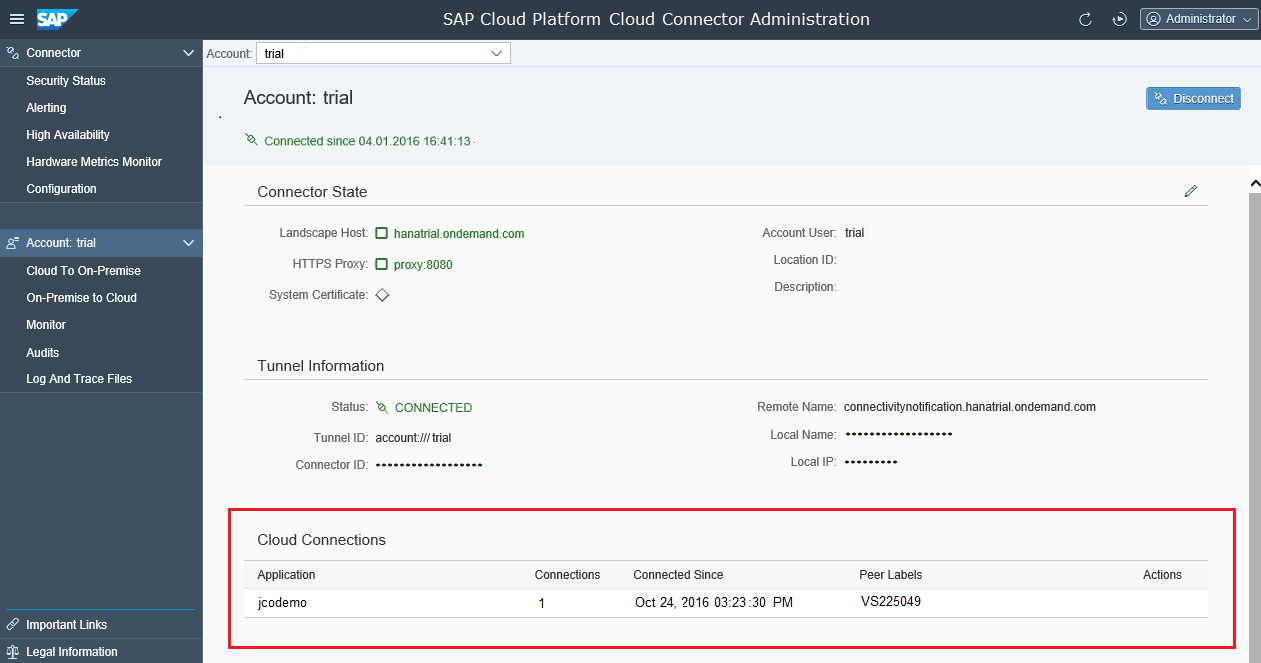 SAP SAP Cloud Platform Cloud Connector Administration Administrator
Connector
Security Status
Alerting
High Availability
Hardware Metrics Monitor
Configuration
Account: trial
Cloud To On-Premise
On-Premise to Cloud
Monitor
Audits
Log And Trace Files
Important Links
Legal Information
Account: trial
Account: trial
Disconnect
Connected since 04.01.2016 16:41:13
Connector State
Landscape Host: hanatrial.ondemand.com
HTTPS Proxy: proxy:8080
System Certificate:
Account User: trial
Location ID:
Description:
Tunnel Information
Status: CONNECTED
Tunnel ID: account:///trial
Connector ID: ••••••••••••••••••
Remote Name: connectivitynotification.hanatrial.ondemand.com
Local Name: ••••••••••••••••••
Local IP: •••••••••
Cloud Connections
Application Connections Connected Since Peer Labels Actions
jcodemo 1 Oct 24, 2016 03:23:30 PM VS225049